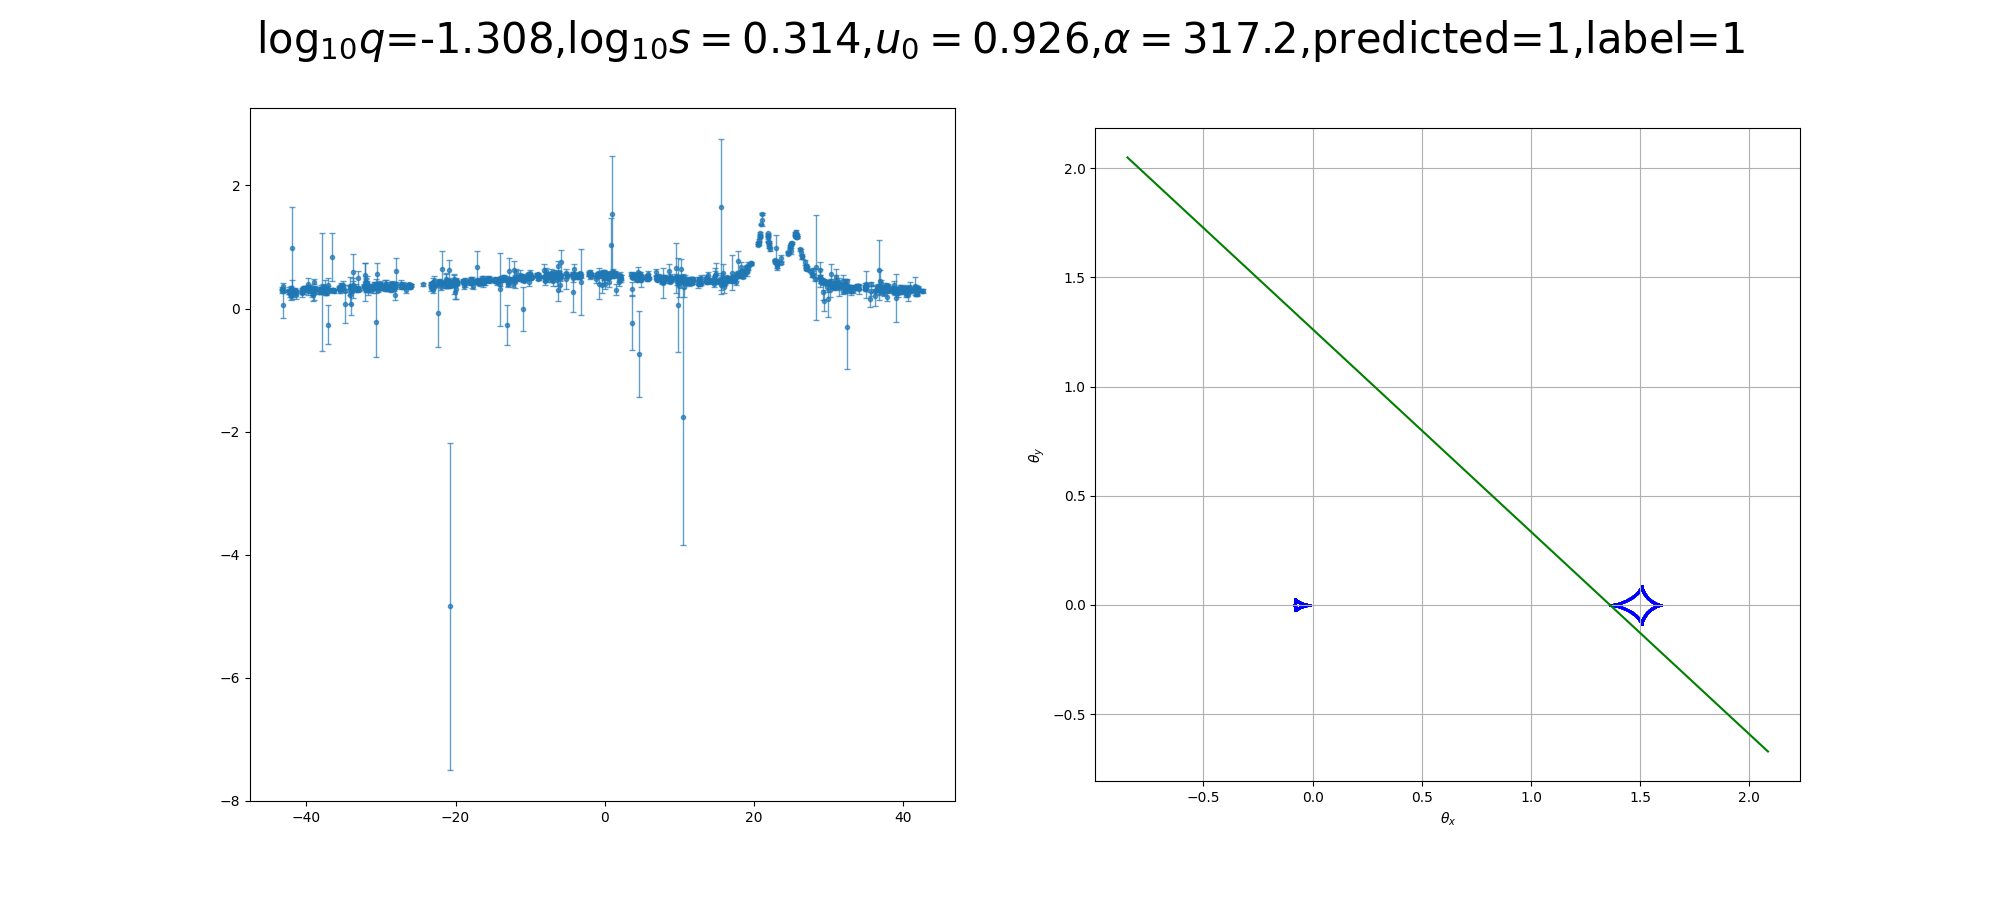 log₁₀q=-1.308,log₁₀s = 0.314,u₀ = 0.926,α = 317.2,predicted=1,label=1
2
0
−2
−4
−6
−8
−40 −20 0 20 40
θy
2.0
1.5
1.0
0.5
0.0
−0.5
−0.5 0.0 0.5 1.0 1.5 2.0
θx